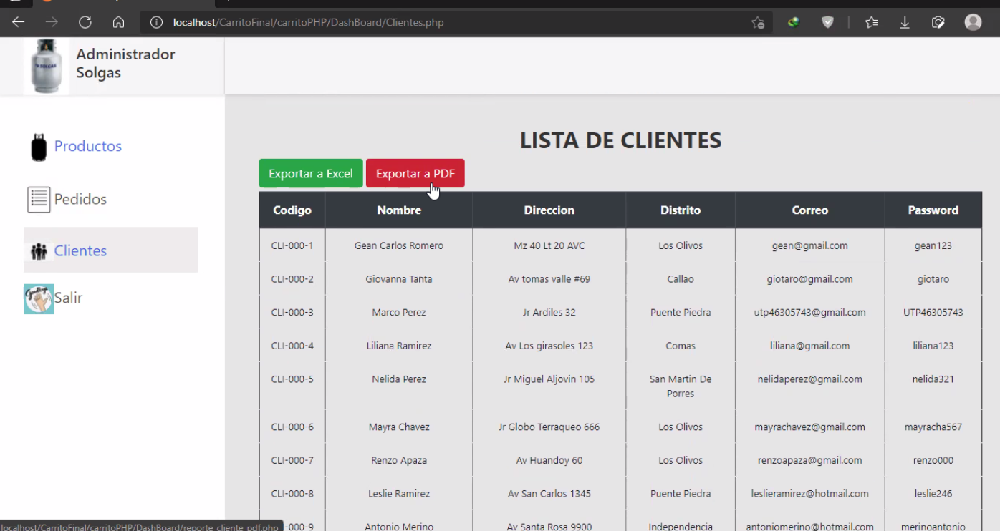 localhost/CarritoFinal/carritoPHP/DashBoard/Clientes.php
Administrador
Solgas
SOLGAS
Productos
Pedidos
Clientes
Salir
LISTA DE CLIENTES
Exportar a Excel Exportar a PDF
Codigo Nombre Direccion Distrito Correo Password
CLI-000-1 Gean Carlos Romero Mz 40 Lt 20 AVC Los Olivos gean@gmail.com gean123
CLI-000-2 Giovanna Tanta Av tomas valle #69 Callao giotaro@gmail.com giotaro
CLI-000-3 Marco Perez Jr Ardiles 32 Puente Piedra utp46305743@gmail.com UTP46305743
CLI-000-4 Liliana Ramirez Av Los girasoles 123 Comas liliana@gmail.com liliana123
CLI-000-5 Nelida Perez Jr Miguel Aljovin 105 San Martin De nelidaperez@gmail.com nelida321
Porres
CLI-000-6 Mayra Chavez Jr Globo Terraqueo 666 Los Olivos mayrachavez@gmail.com mayracha567
CLI-000-7 Renzo Apaza Av Huandoy 60 Los Olivos renzoapaza@gmail.com renzo000
CLI-000-8 Leslie Ramirez Av San Carlos 1345 Puente Piedra leslieramirez@hotmail.com leslie246
-000-9 Antonio Merino Av Santa Rosa 9900 Independencia antoniomerino@hotmail.com merinoantonio
localhost/CarritoFinal/carritoPHP/DashBoard/reporte_cliente_pdf.php